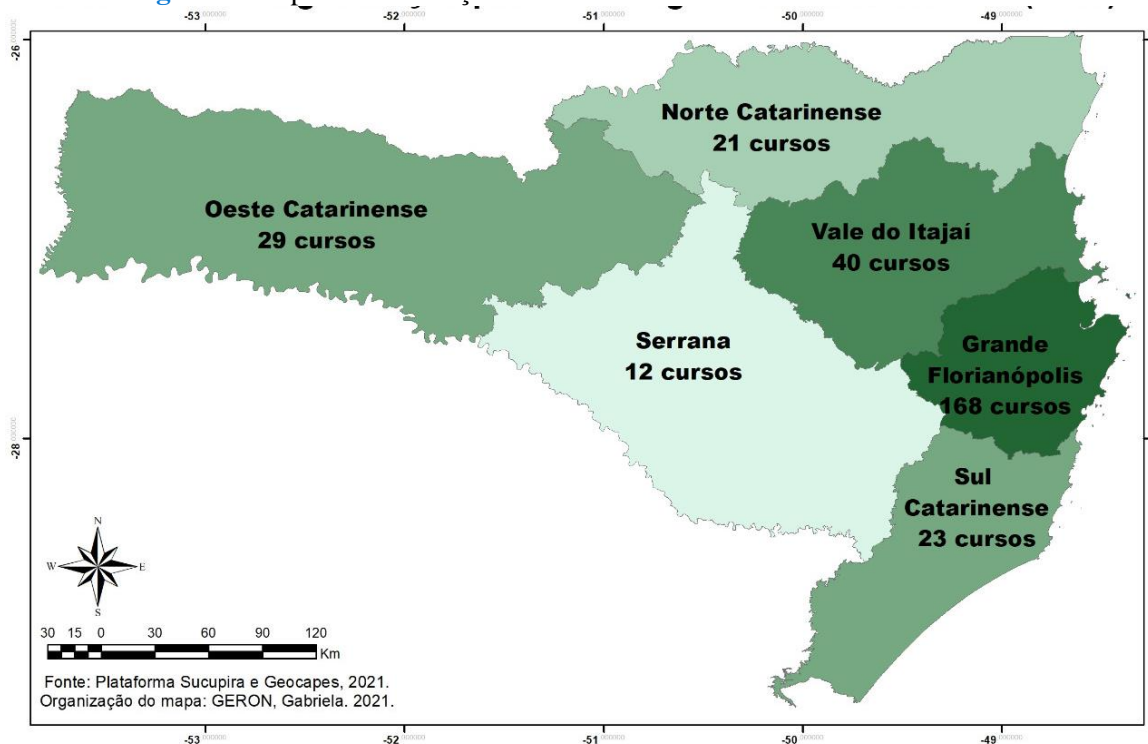 -53
-52
-51
-50
-49
-26
Norte Catarinense
21 cursos
Oeste Catarinense
29 cursos
Vale do Itajaí
40 cursos
Serrana
12 cursos
Grande
Florianópolis
168 cursos
-28
Sul
Catarinense
23 cursos
N
W E
S
30 15 0 30 60 90 120
Km
Fonte: Plataforma Sucupira e Geocapes, 2021.
Organização do mapa: GERON, Gabriela. 2021.
-53
-52
-51
-50
-49